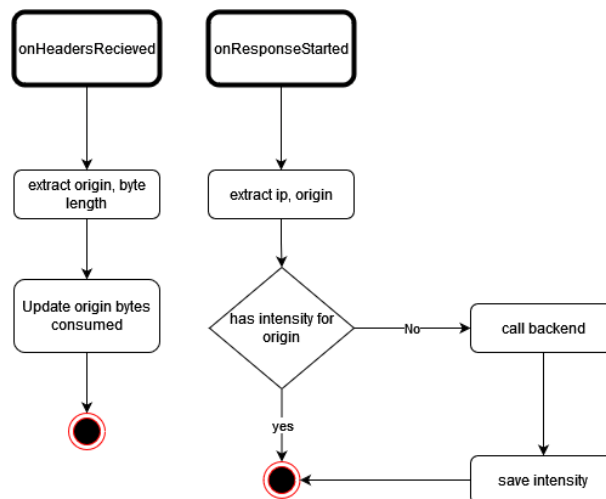 onHeadersRecieved
onResponseStarted
extract origin, byte
length
extract ip, origin
Update origin bytes
consumed
has intensity for
origin
No
call backend
yes
save intensity